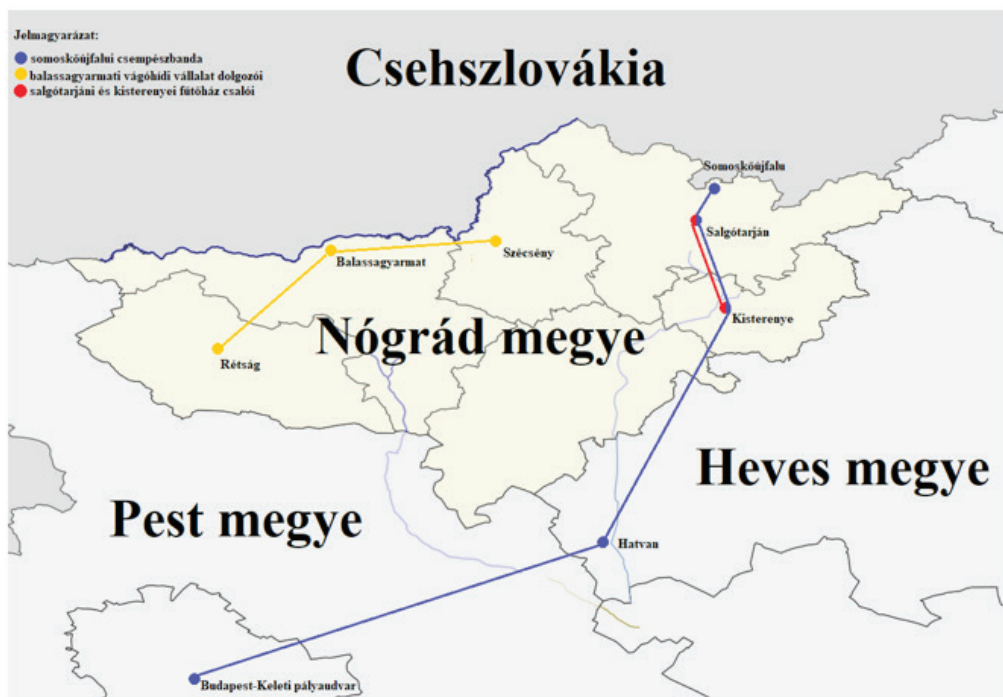 Jelmagyarázat:
somoskőújfalui csempészbanda
balassagyarmati vágóhídi vállalat dolgozói
salgótarjáni és kisterenyei fűtőház csalói
Csehszlovákia
Somoskőújfalu
Salgótarján
Balassagyarmat
Szécsény
Kisterenye
Nógrád megye
Rétság
Heves megye
Pest megye
Hatvan
Budapest-Keleti pályaudvar